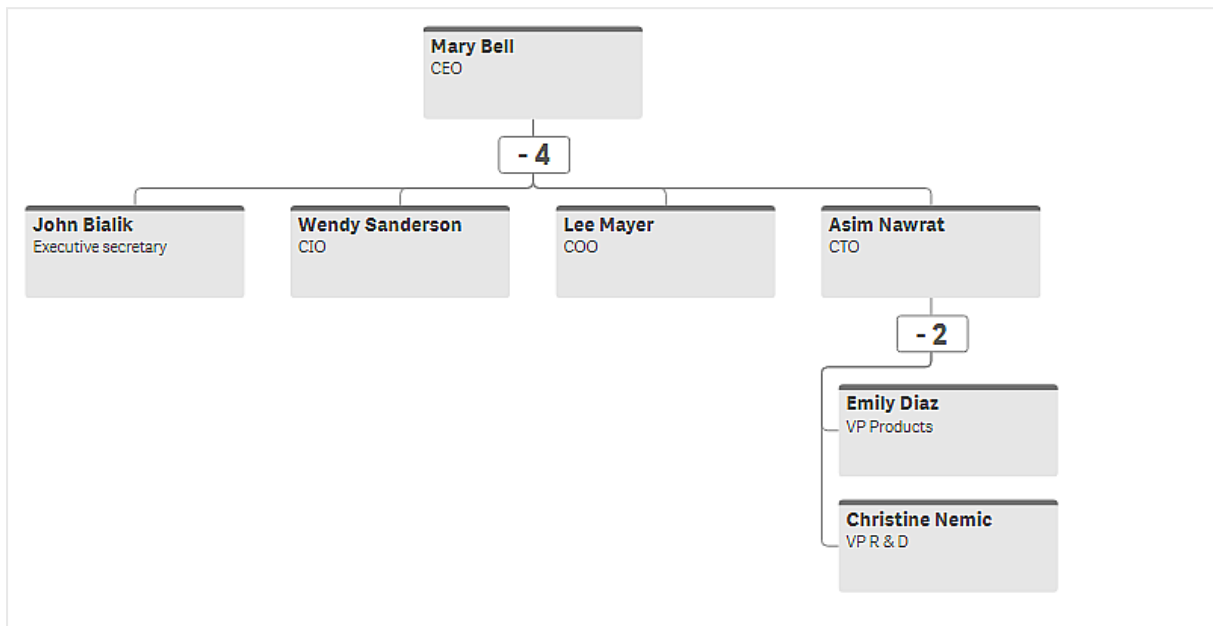 Mary Bell
CEO
- 4
John Bialik
Executive secretary
Wendy Sanderson
CIO
Lee Mayer
COO
Asim Nawrat
CTO
- 2
Emily Diaz
VP Products
Christine Nemic
VP R & D